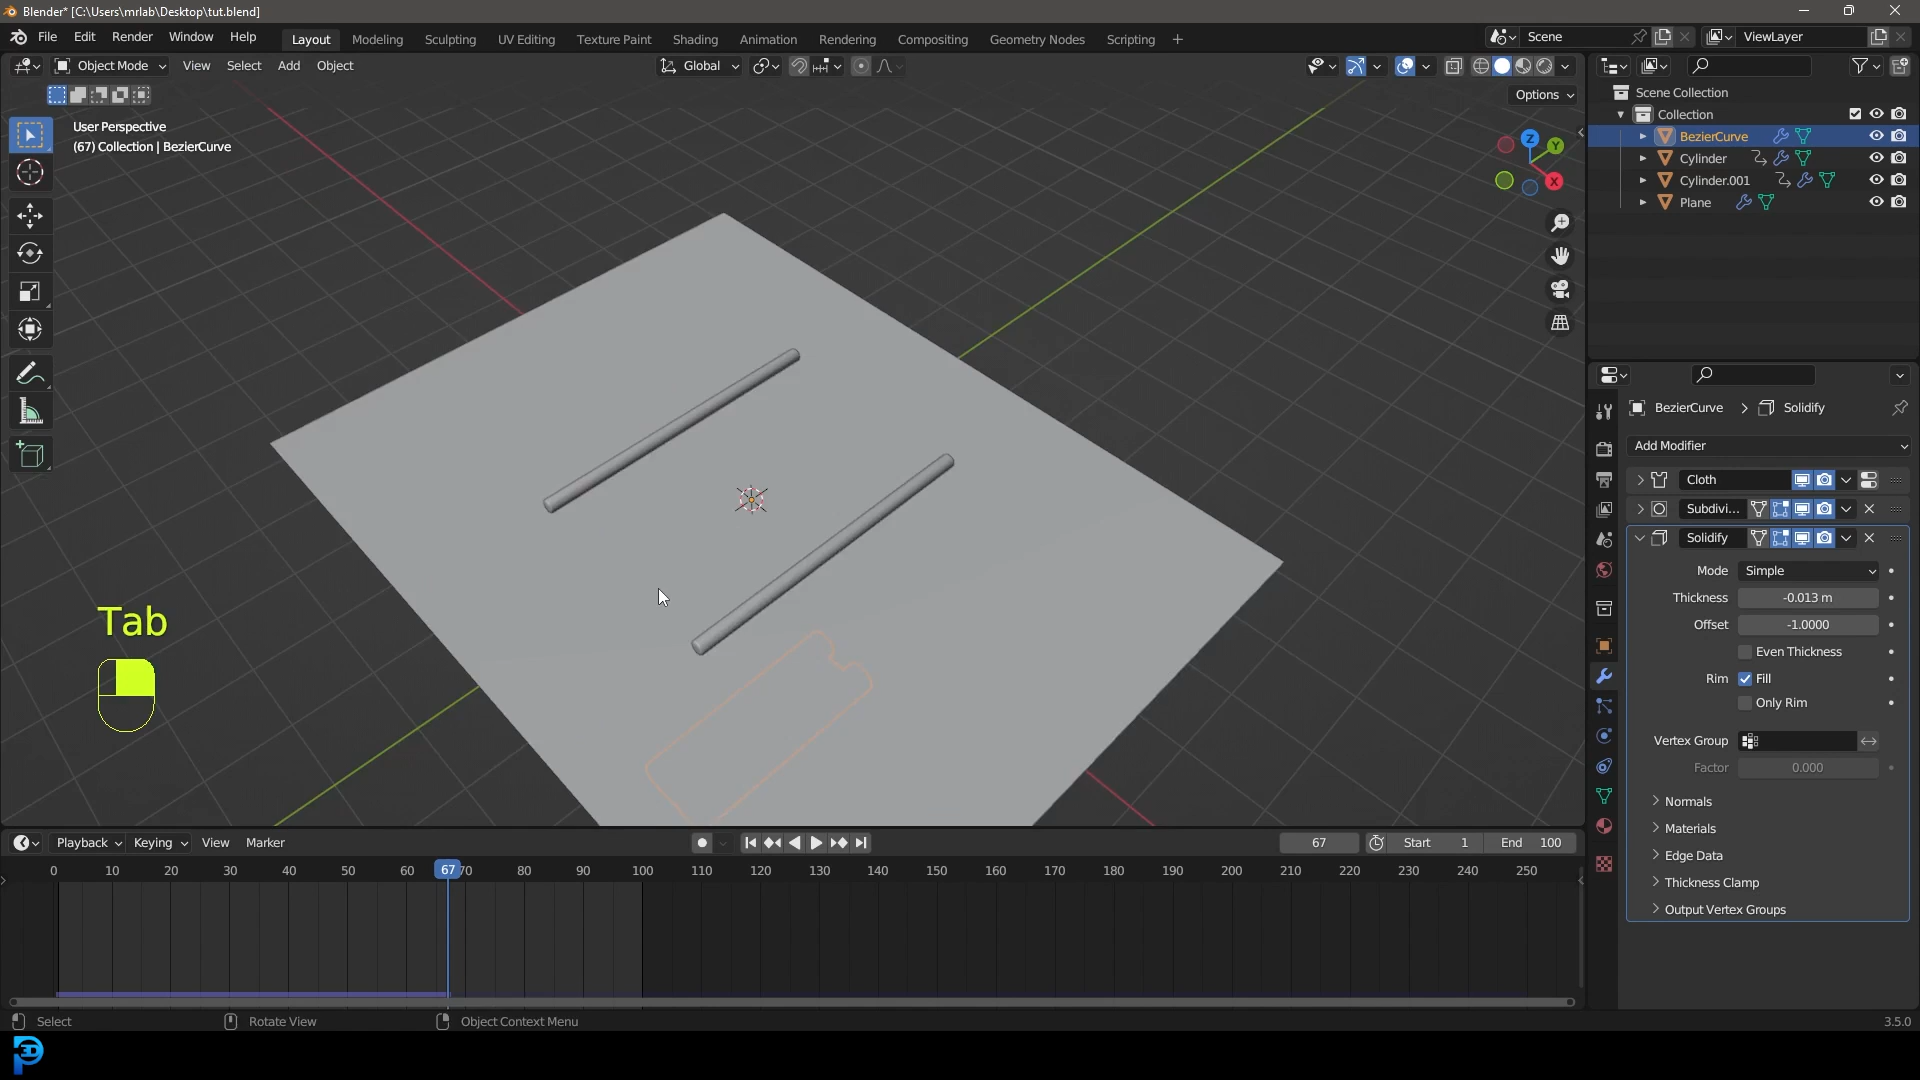 Blender* [C:\Users\mrlab\Desktop\tut.blend]
File Edit Render Window Help Layout Modeling Sculpting UV Editing Texture Paint Shading Animation Rendering Compositing Geometry Nodes Scripting + Scene ViewLayer
Object Mode View Select Add Object Global
Options
User Perspective
(67) Collection | BezierCurve
Z
Y
X
Scene Collection
Collection
BezierCurve
Cylinder
Cylinder.001
Plane
BezierCurve > Solidify
Add Modifier
Cloth
Subdivi...
Solidify
Mode Simple
Thickness -0.013 m
Offset -1.0000
Even Thickness
Rim Fill
Only Rim
Vertex Group
Factor 0.000
Normals
Materials
Edge Data
Thickness Clamp
Output Vertex Groups
Tab
Playback Keying View Marker 67 Start 1 End 100
0 10 20 30 40 50 60 67 70 80 90 100 110 120 130 140 150 160 170 180 190 200 210 220 230 240 250
Select Rotate View Object Context Menu 3.5.0
3D